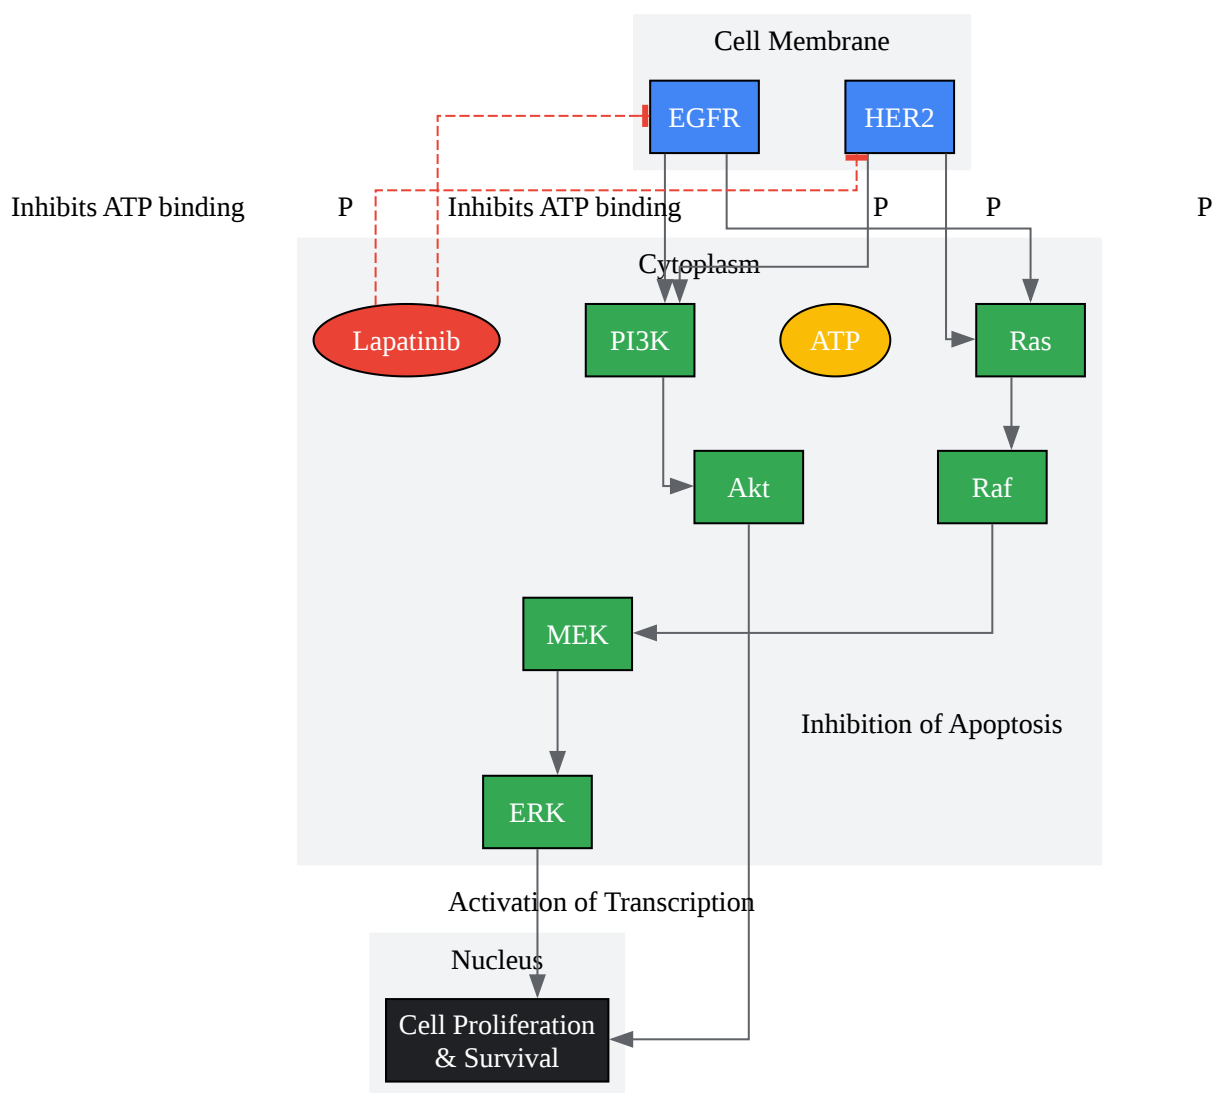 Cell Membrane
EGFR
HER2
Inhibits ATP binding
P
Inhibits ATP binding
P
P
P
Cytoplasm
Lapatinib
PI3K
ATP
Ras
Akt
Raf
MEK
Inhibition of Apoptosis
ERK
Activation of Transcription
Nucleus
Cell Proliferation
& Survival